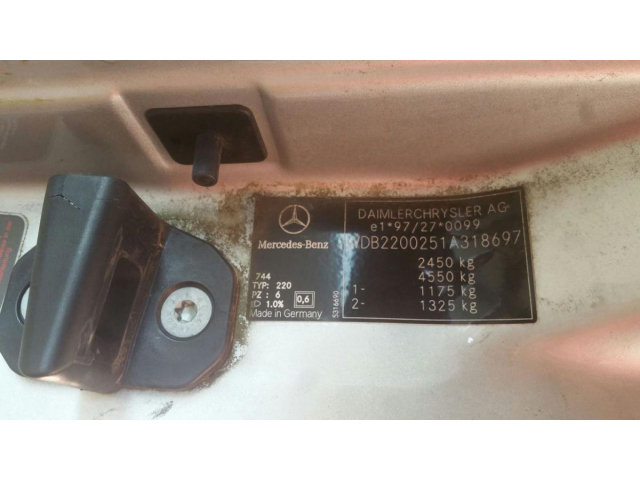 DAIMLERCHRYSLER AG
e1*97/27*0099
WDB2200251A318697
Mercedes-Benz
2450 kg
4550 kg
1- 1175 kg
2- 1325 kg
744
TYP: 220
PZ : 6
ID 1.0% 0,6
Made in Germany